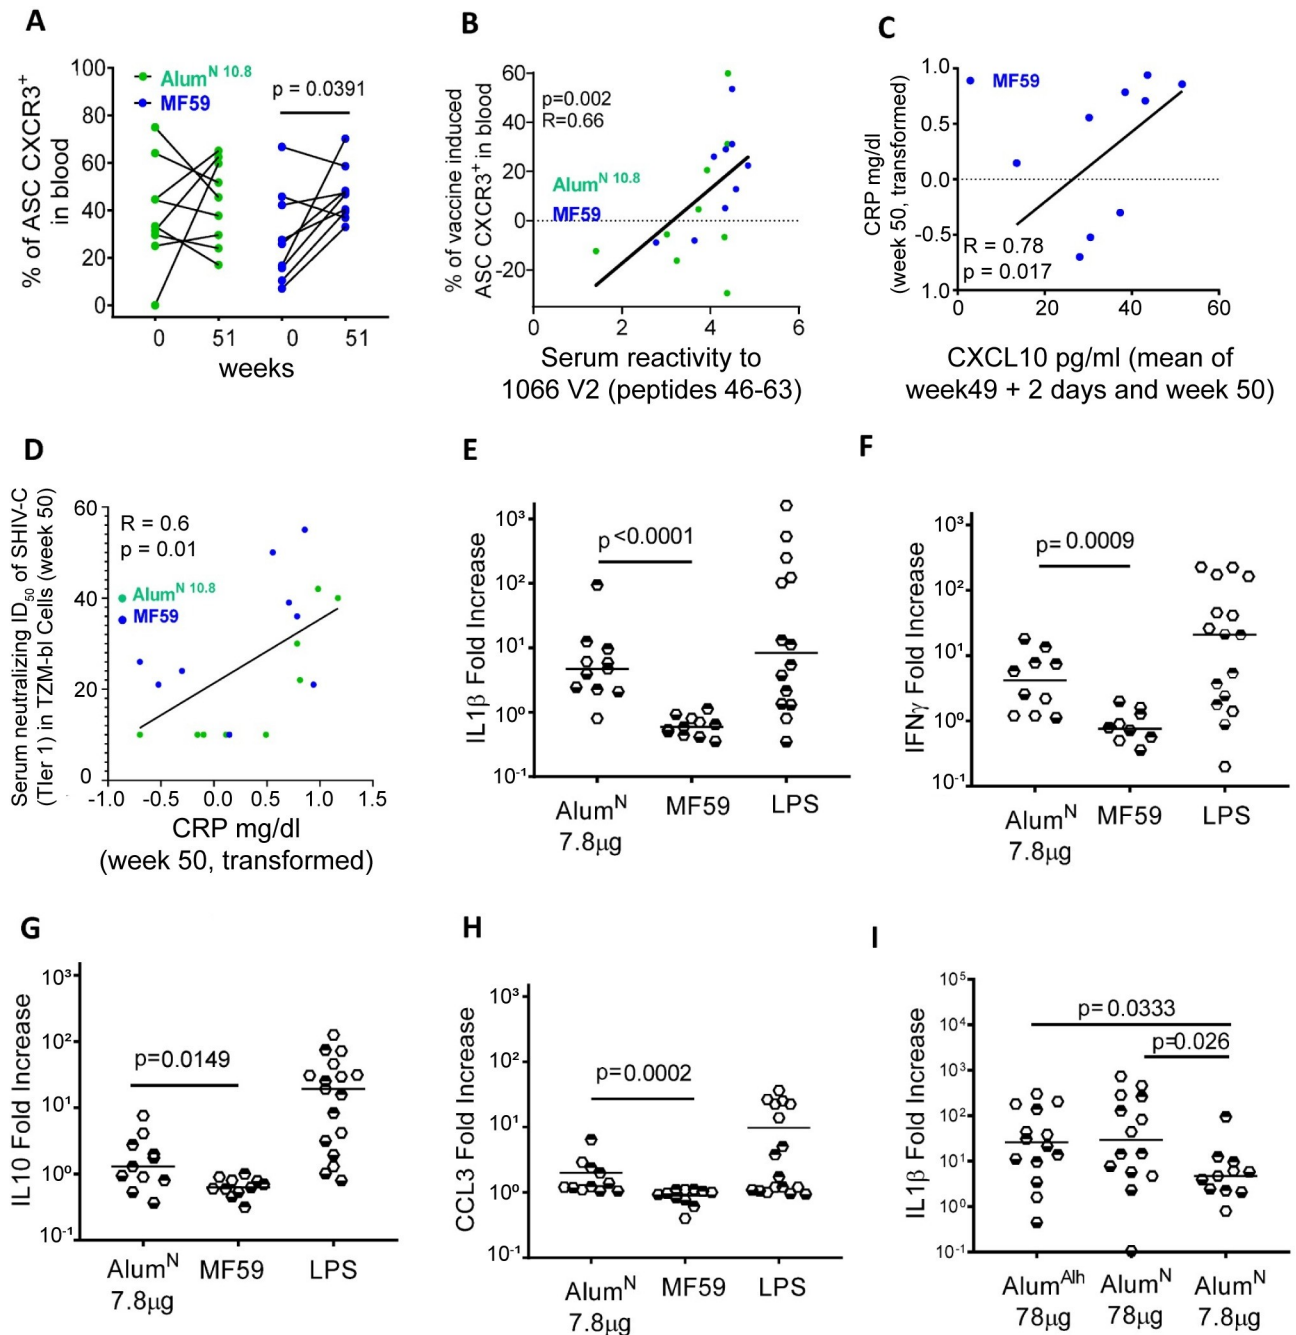 A
% of ASC CXCR3+
in blood
100
80
60
40
20
0
Alum^N 10.8
MF59
p = 0.0391
0
51
0
51
weeks
B
% of vaccine induced
ASC CXCR3+ in blood
60
40
20
0
-20
p=0.002
R=0.66
Alum^N 10.8
MF59
0
2
4
6
Serum reactivity to
1066 V2 (peptides 46-63)
C
CRP mg/dl
(week 50, transformed)
1.0
0.5
0.0
-0.5
1.0
MF59
R = 0.78
p = 0.017
0
20
40
60
CXCL10 pg/ml (mean of
week49 + 2 days and week 50)
D
Serum neutralizing ID50 of SHIV-C
(TIer 1) in TZM-bl Cells (week 50)
60
40
20
0
R = 0.6
p = 0.01
Alum^N 10.8
MF59
-1.0
-0.5
0.0
0.5
1.0
1.5
CRP mg/dl
(week 50, transformed)
E
IL1β Fold Increase
10³
10²
10¹
10⁰
10⁻¹
p<0.0001
Alum^N
7.8µg
MF59
LPS
F
IFNγ Fold Increase
10³
10²
10¹
10⁰
10⁻¹
p= 0.0009
Alum^N
7.8µg
MF59
LPS
G
IL10 Fold Increase
10³
10²
10¹
10⁰
10⁻¹
p=0.0149
Alum^N
7.8µg
MF59
LPS
H
CCL3 Fold Increase
10³
10²
10¹
10⁰
10⁻¹
p=0.0002
Alum^N
7.8µg
MF59
LPS
I
IL1β Fold Increase
10⁵
10⁴
10³
10²
10¹
10⁰
10⁻¹
p=0.0333
p=0.026
Alum^Alh
78µg
Alum^N
78µg
Alum^N
7.8µg